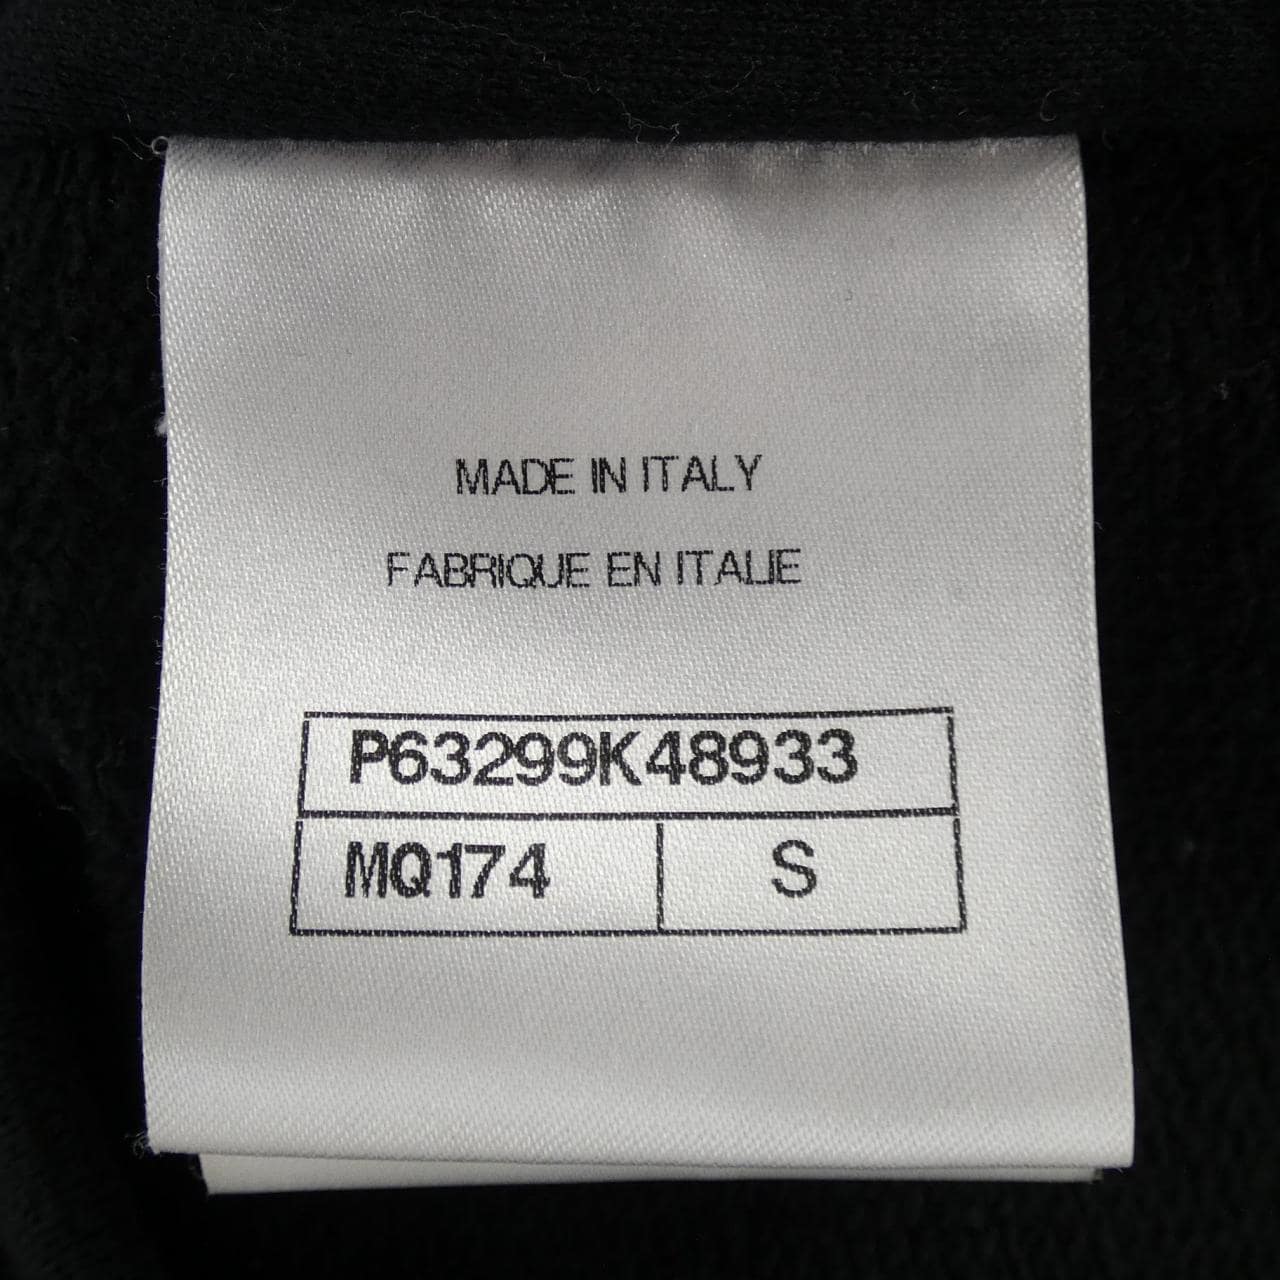 MADE IN ITALY
FABRIQUE EN ITALIE
P63299K48933
MQ174 S